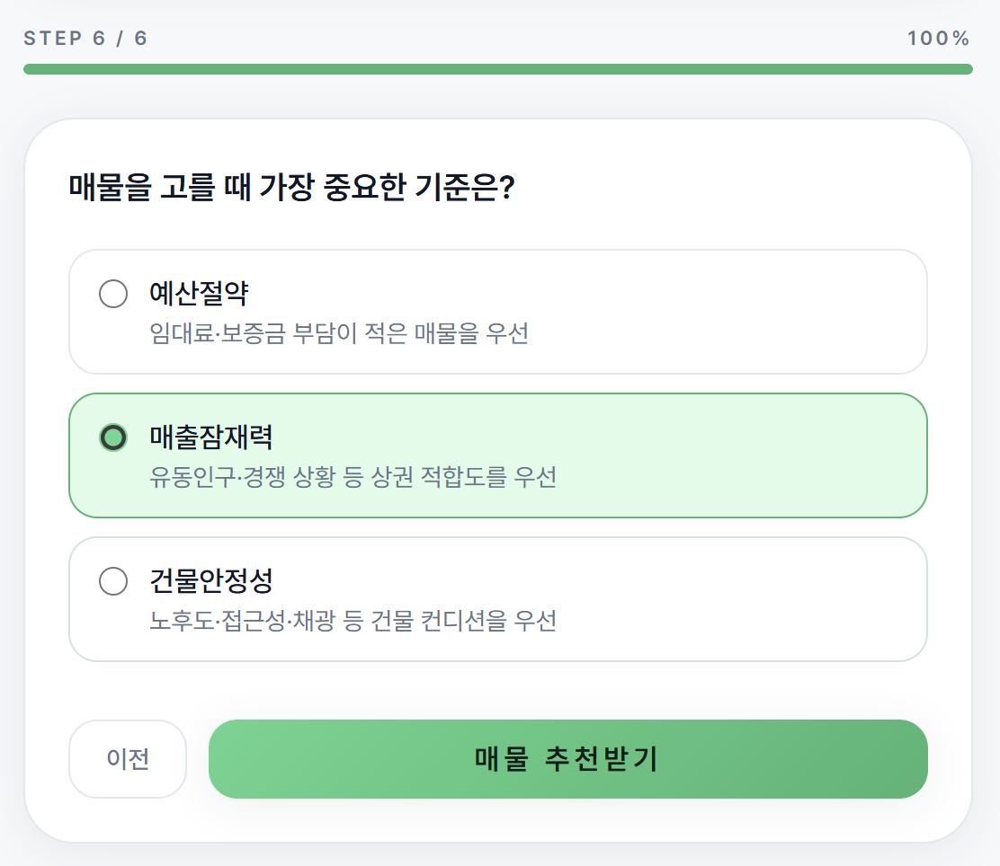 STEP 6 / 6
100%
매물을 고를 때 가장 중요한 기준은?
예산절약
임대료·보증금 부담이 적은 매물을 우선
매출잠재력
유동인구·경쟁 상황 등 상권 적합도를 우선
건물안정성
노후도·접근성·채광 등 건물 컨디션을 우선
이전
매물 추천받기